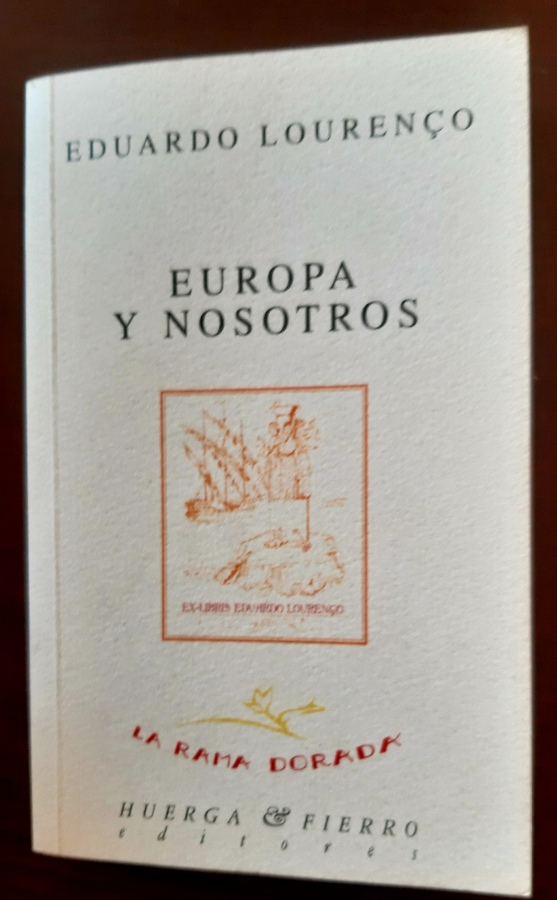 EDUARDO LOURENÇO
EUROPA
Y NOSOTROS
EX-LIBRIS EDUARDO LOURENÇO
LA RAMA DORADA
HUERGA & FIERRO
editores